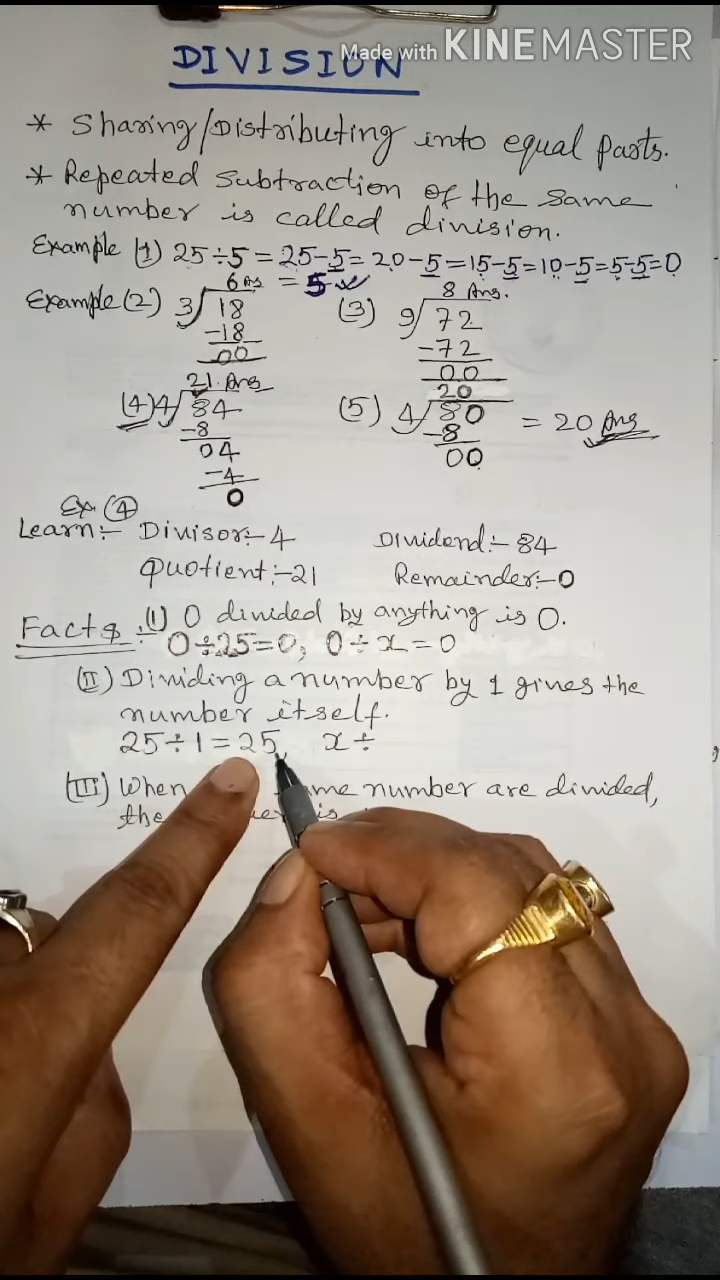 Made with KINEMASTER
DIVISION
* Sharing/Distributing into equal parts.
* Repeated subtraction of the same
number is called division.
Example (1) 25÷5 = 25-5= 20-5=15-5=10-5=5-5=0
= 5
Example (2) 3)18 6 Ans
-18
00
(3) 9)72 8 Ans.
-72
00
(4) 4)84 21. Ans
-8
04
-4
0
(5) 4)80 20 = 20 Ans
-8
00
Ex. (4)
Learn:- Divisor:- 4 Dividend:- 84
Quotient:-21 Remainder:-0
Facts:- (I) 0 divided by anything is 0.
0÷25=0, 0÷x=0
(II) Dividing a number by 1 gives the
number itself.
25÷1=25, x÷
(III) When number are divided,
the is